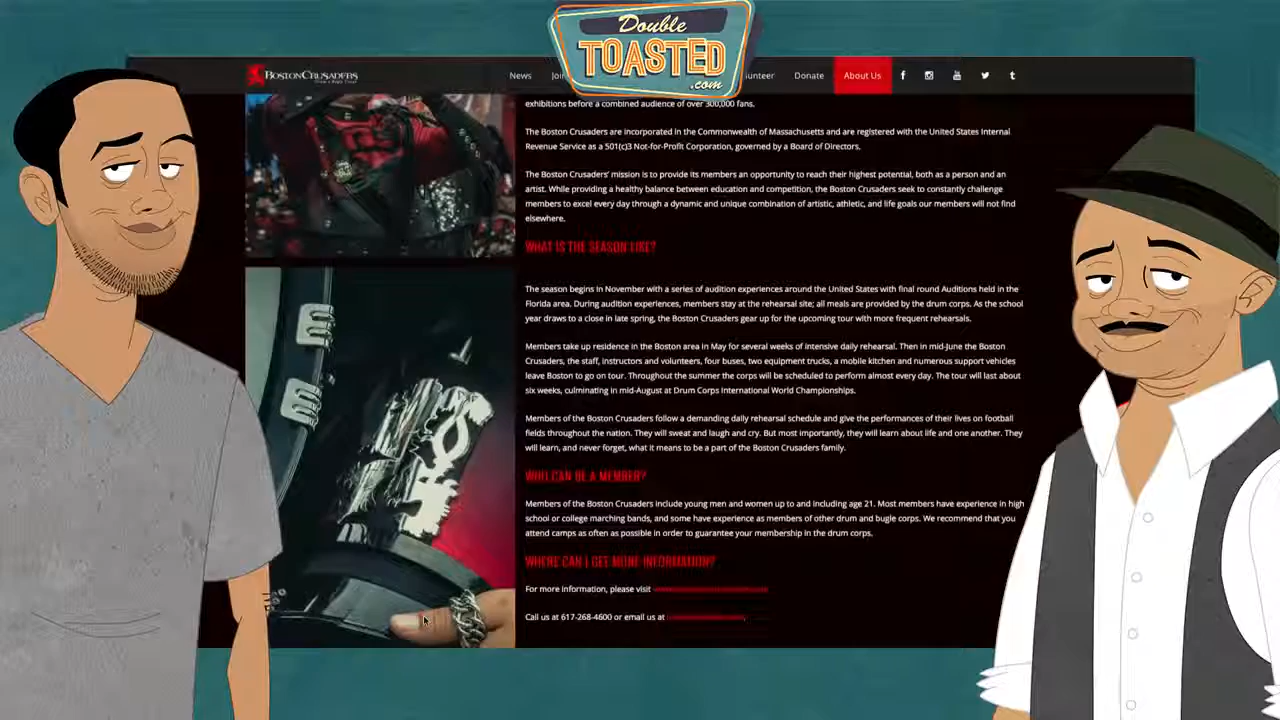 Double
TOASTED
.com
BOSTONCRUSADERS
News
Donate
About Us
exhibitions before a combined audience of over 300,000 fans.
The Boston Crusaders are incorporated in the Commonwealth of Massachusetts and are registered with the United States Internal
Revenue Service as a 501(c)3 Not-for-Profit Corporation, governed by a Board of Directors.
The Boston Crusaders' mission is to provide its members an opportunity to reach their highest potential, both as a person and an
artist. While providing a healthy balance between education and competition, the Boston Crusaders seek to constantly challenge
members to excel every day through a dynamic and unique combination of artistic, athletic, and life goals our members will not find
elsewhere.
WHAT IS THE SEASON LIKE?
The season begins in November with a series of audition experiences around the United States with final round Auditions held in the
Florida area. During audition experiences, members stay at the rehearsal site; all meals are provided by the drum corps. As the school
year draws to a close in late spring, the Boston Crusaders gear up for the upcoming tour with more frequent rehearsals.
Members take up residence in the Boston area in May for several weeks of intensive daily rehearsal. Then in mid-June the Boston
Crusaders, the staff, instructors and volunteers, four buses, two equipment trucks, a mobile kitchen and numerous support vehicles
leave Boston to go on tour. Throughout the summer the corps will be scheduled to perform almost every day. The tour will last about
six weeks, culminating in mid-August at Drum Corps International World Championships.
Members of the Boston Crusaders follow a demanding daily rehearsal schedule and give the performances of their lives on football
fields throughout the nation. They will sweat and laugh and cry. But most importantly, they will learn about life and one another. They
will learn, and never forget, what it means to be a part of the Boston Crusaders family.
WHO CAN BE A MEMBER?
Members of the Boston Crusaders include young men and women up to and including age 21. Most members have experience in high
school or college marching bands, and some have experience as members of other drum and bugle corps. We recommend that you
attend camps as often as possible in order to guarantee your membership in the drum corps.
WHERE CAN I GET MORE INFORMATION?
For more information, please visit
Call us at 617-268-4600 or email us at